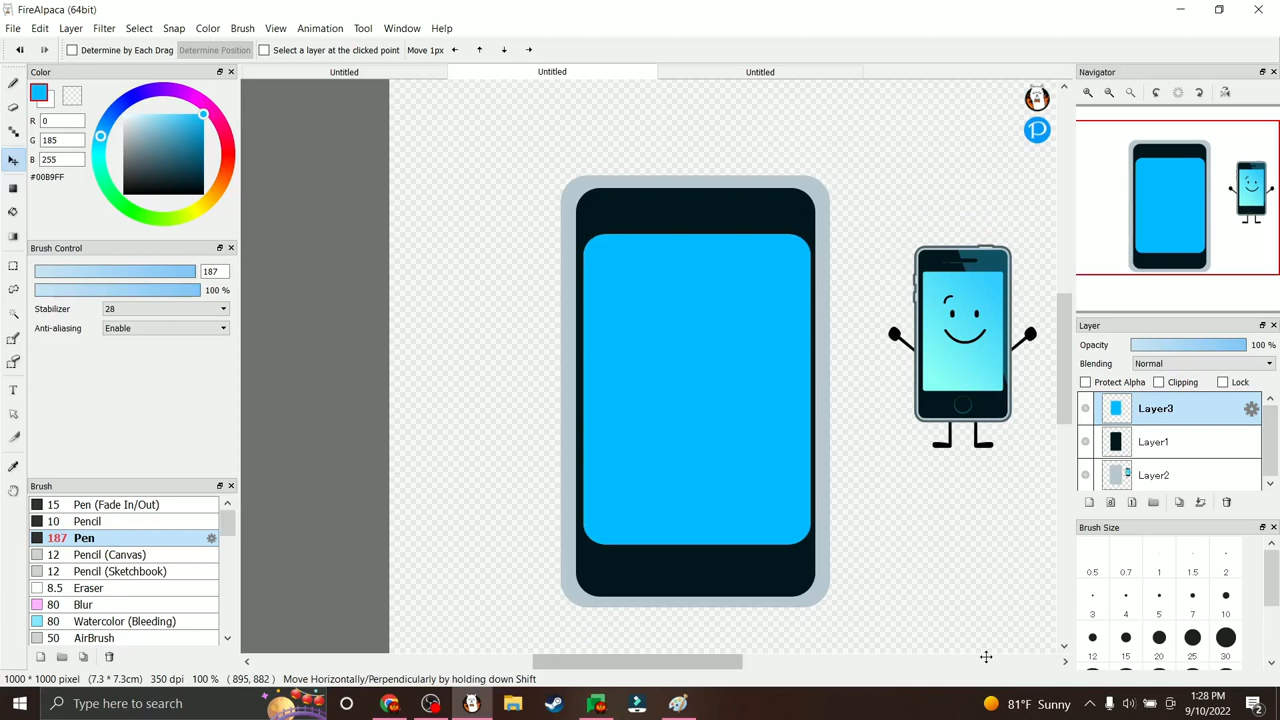 FireAlpaca (64bit)
File Edit Layer Filter Select Snap Color Brush View Animation Tool Window Help
Determine by Each Drag Determine Position Select a layer at the clicked point Move 1px
Color
Untitled Untitled Untitled
Navigator
R 0
G 185
B 255
#00B9FF
Brush Control
187
100 %
Stabilizer 28
Anti-aliasing Enable
Layer
Opacity 100 %
Blending Normal
Protect Alpha Clipping Lock
Layer3
Layer1
Layer2
Brush
15 Pen (Fade In/Out)
10 Pencil
187 Pen
12 Pencil (Canvas)
12 Pencil (Sketchbook)
8.5 Eraser
80 Blur
80 Watercolor (Bleeding)
50 AirBrush
Brush Size
0.5 0.7 1 1.5 2
3 4 5 7 10
12 15 20 25 30
1000 * 1000 pixel (7.3 * 7.3cm) 350 dpi 100 % ( 895, 882 ) Move Horizontally/Perpendicularly by holding down Shift
Type here to search
81°F Sunny
1:28 PM
9/10/2022
2